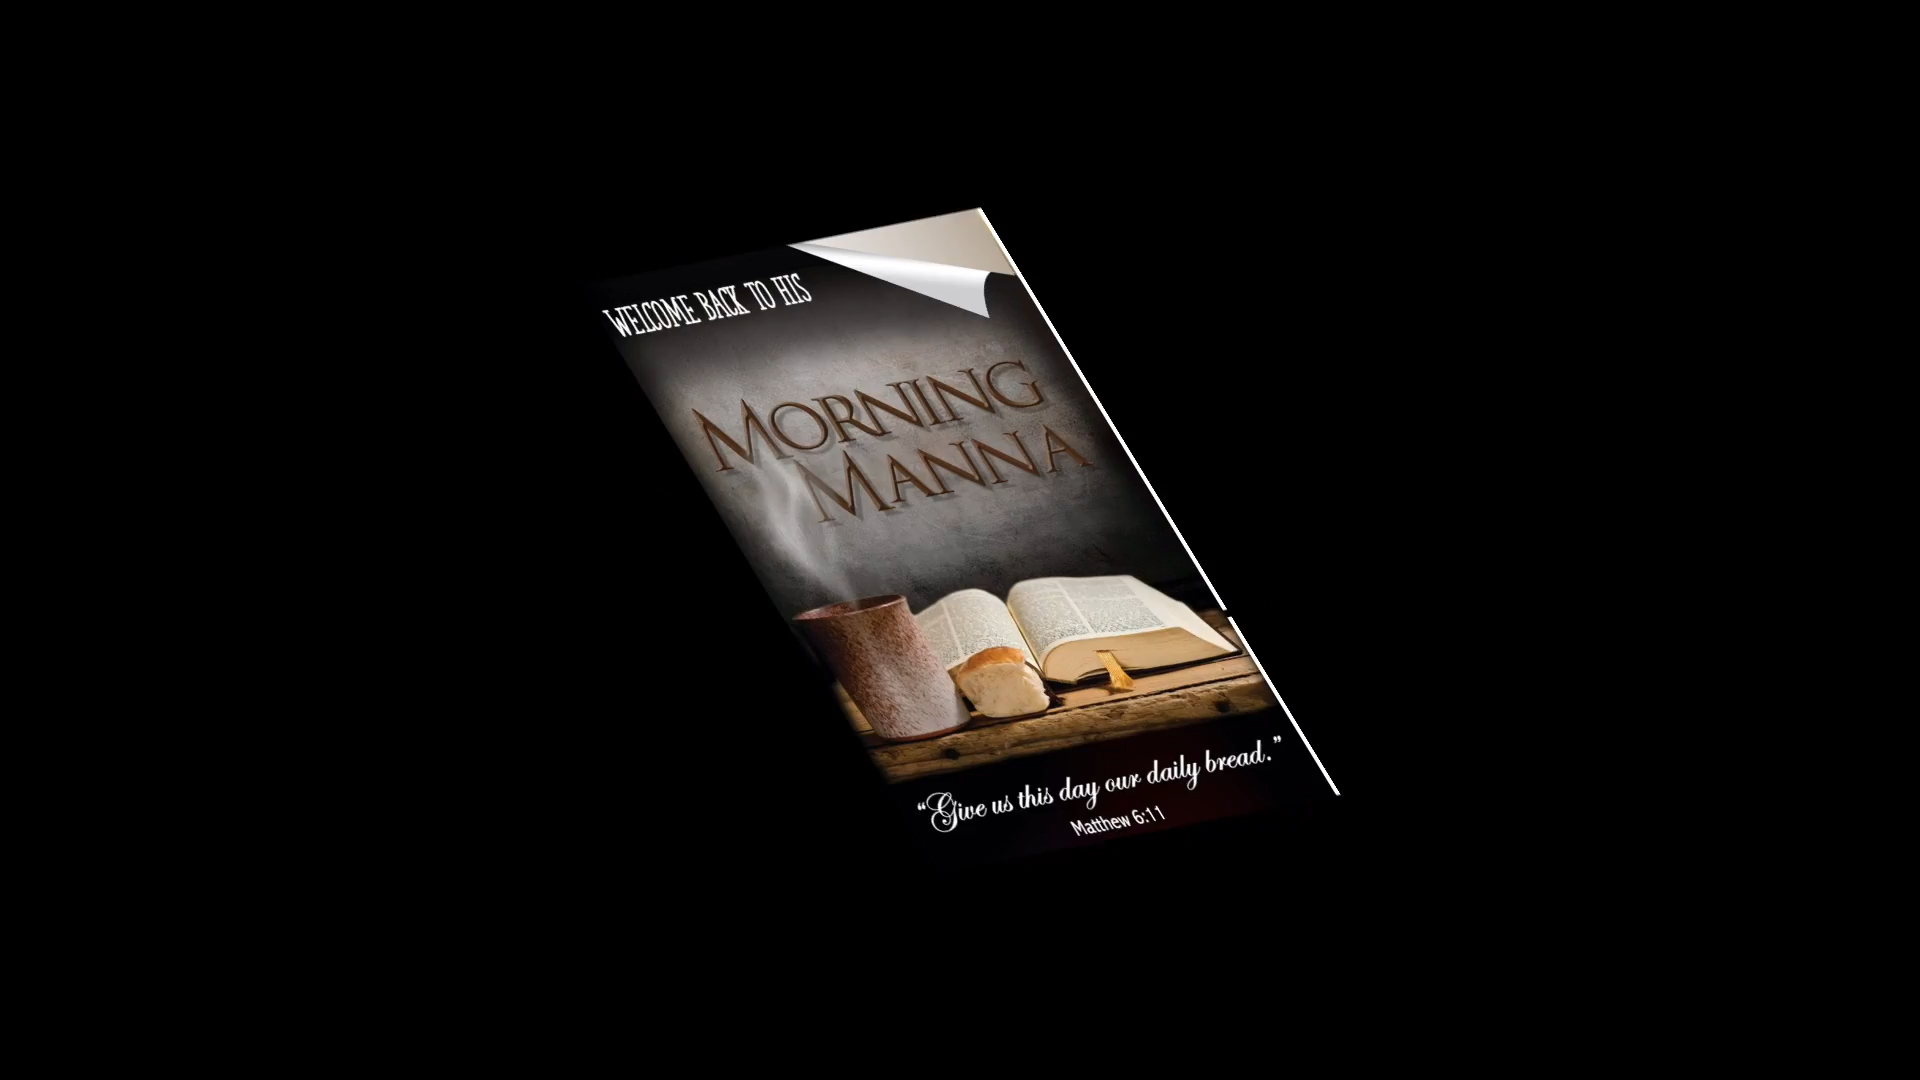 WELCOME BACK TO HIS
MORNING
MANNA
“Give us this day our daily bread.”
Matthew 6:11